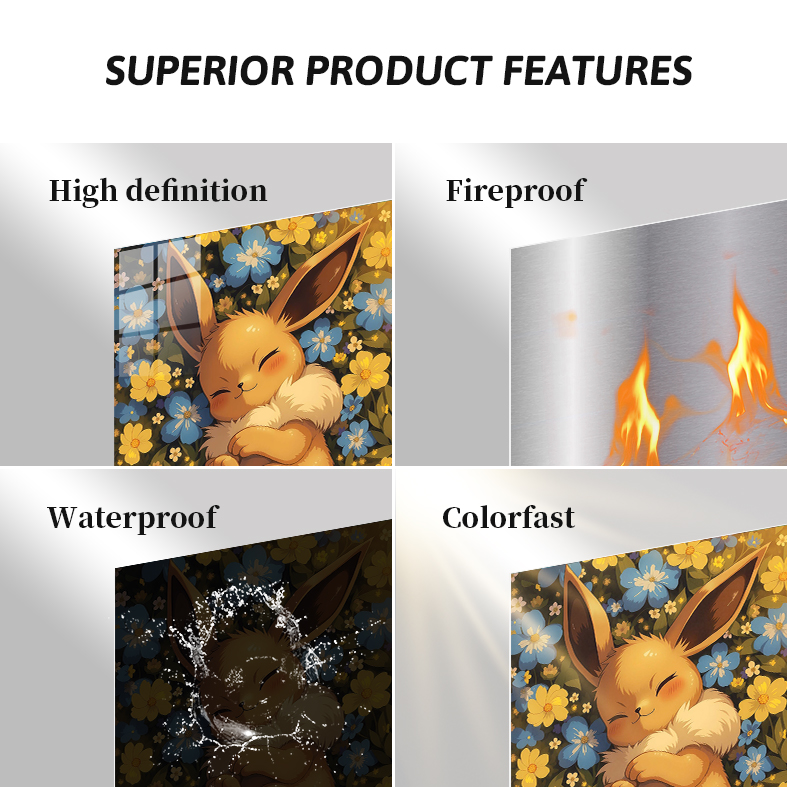 SUPERIOR PRODUCT FEATURES
High definition
Fireproof
Waterproof
Colorfast